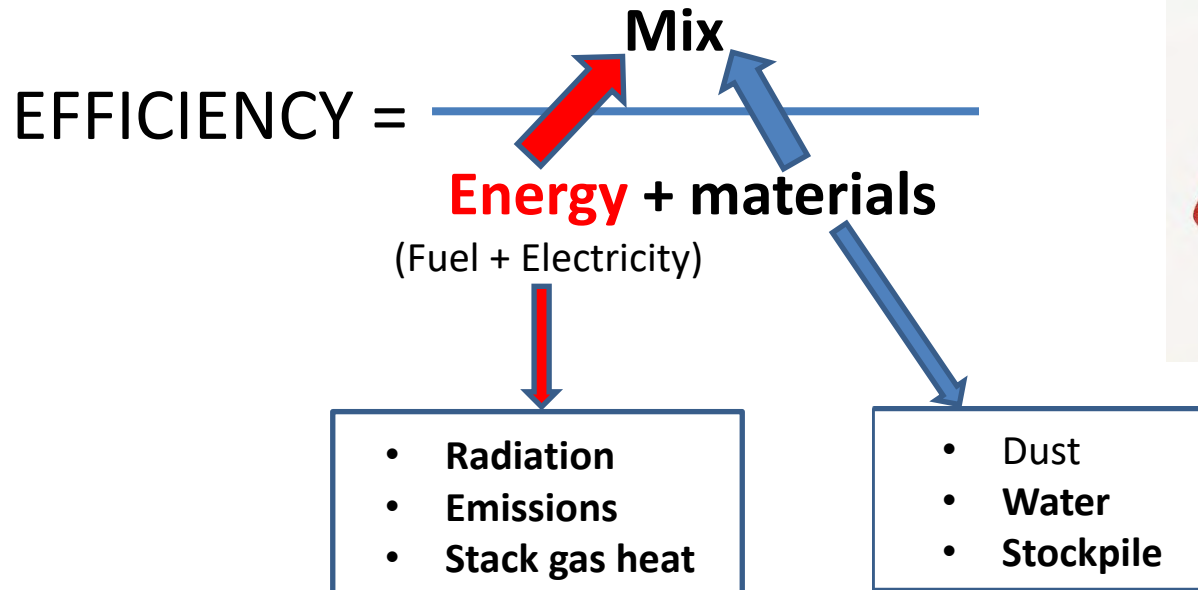 Mix
EFFICIENCY =
Energy + materials
(Fuel + Electricity)
• Radiation
• Emissions
• Stack gas heat
• Dust
• Water
• Stockpile